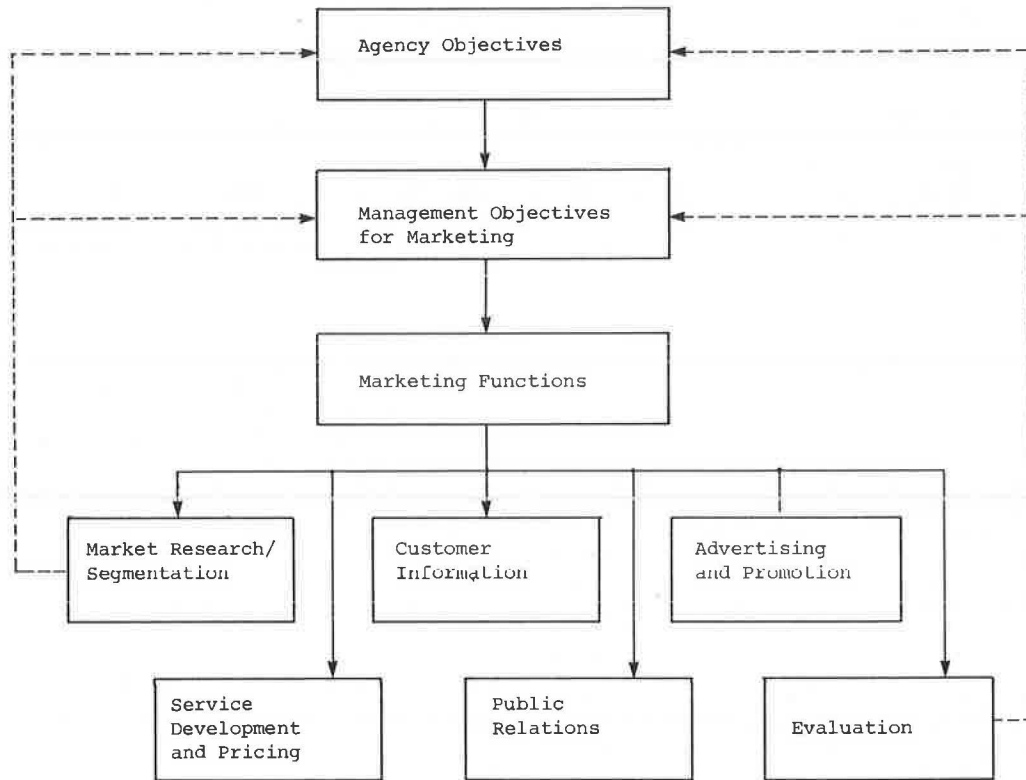 Agency Objectives
Management Objectives
for Marketing
Marketing Functions
Market Research/
Segmentation
Customer
Information
Advertising
and Promotion
Service
Development
and Pricing
Public
Relations
Evaluation